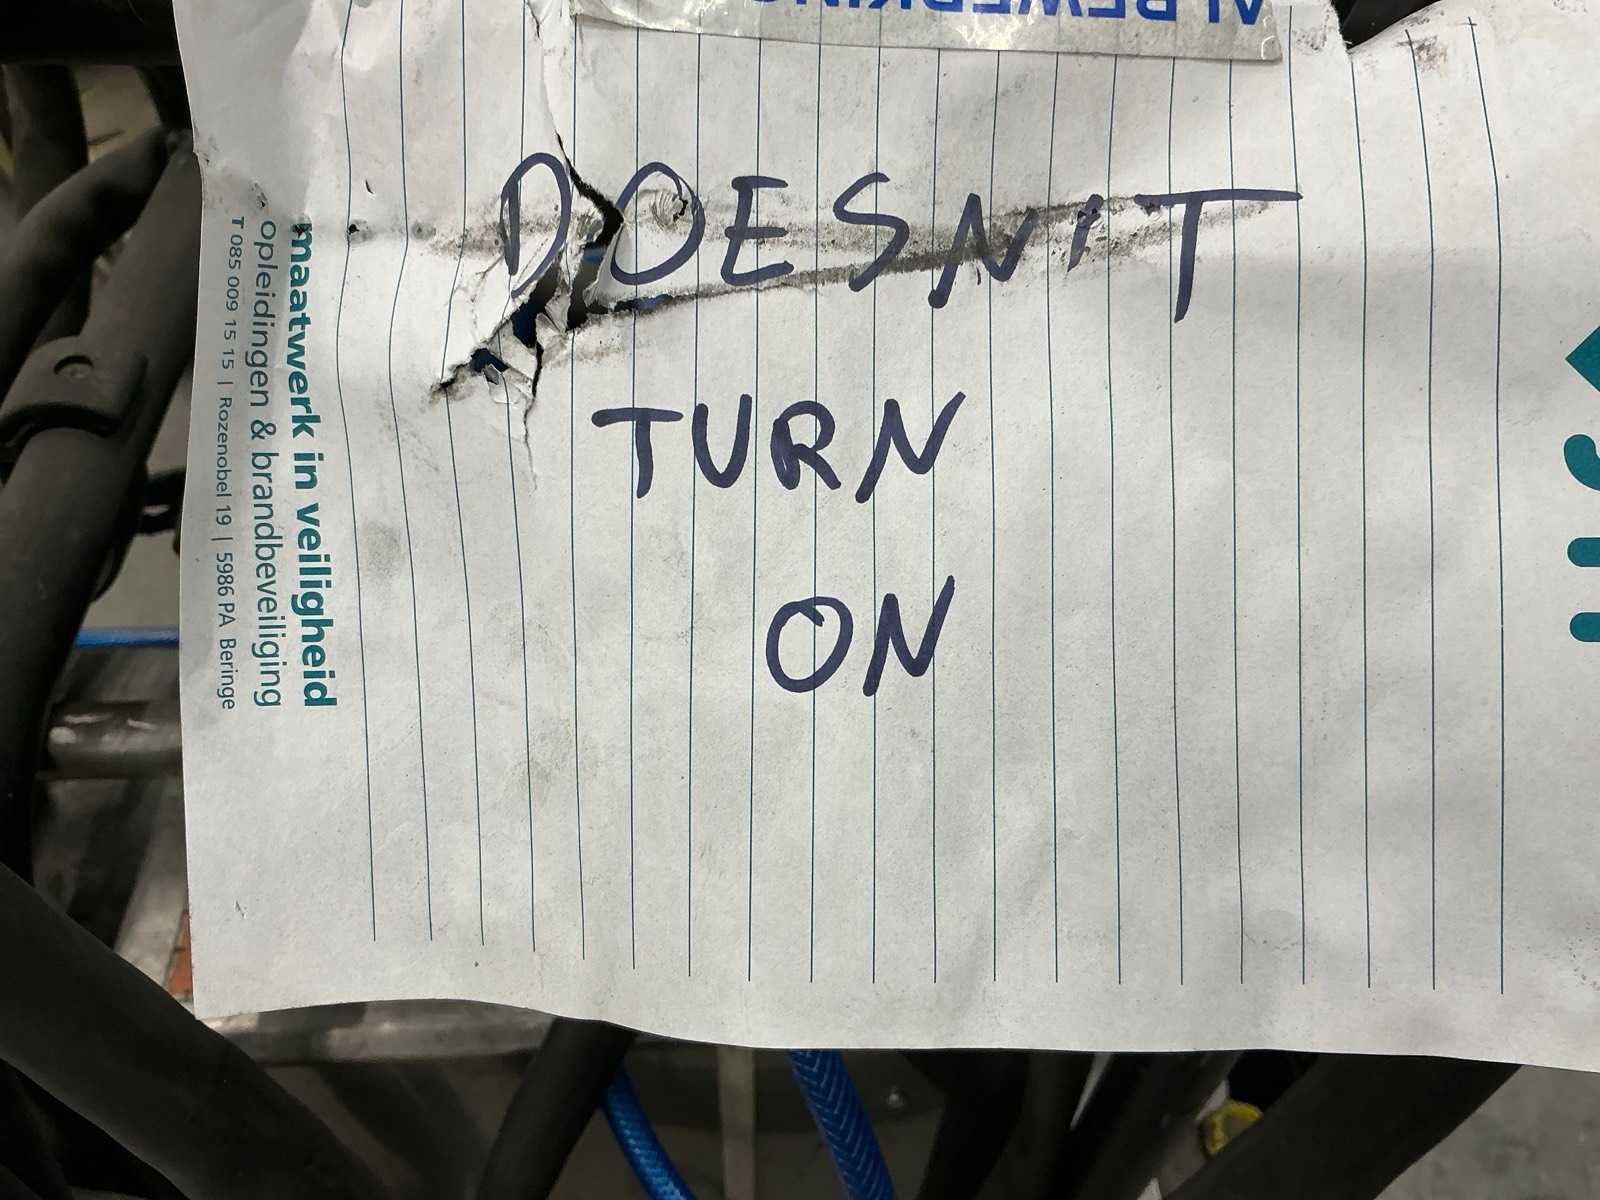 DOESN'T
TURN
ON
maatwerk in veiligheid
opleidingen & brandbeveiliging
T 085 009 15 15 | Rozenobel 19 | 5986 PA Beringe